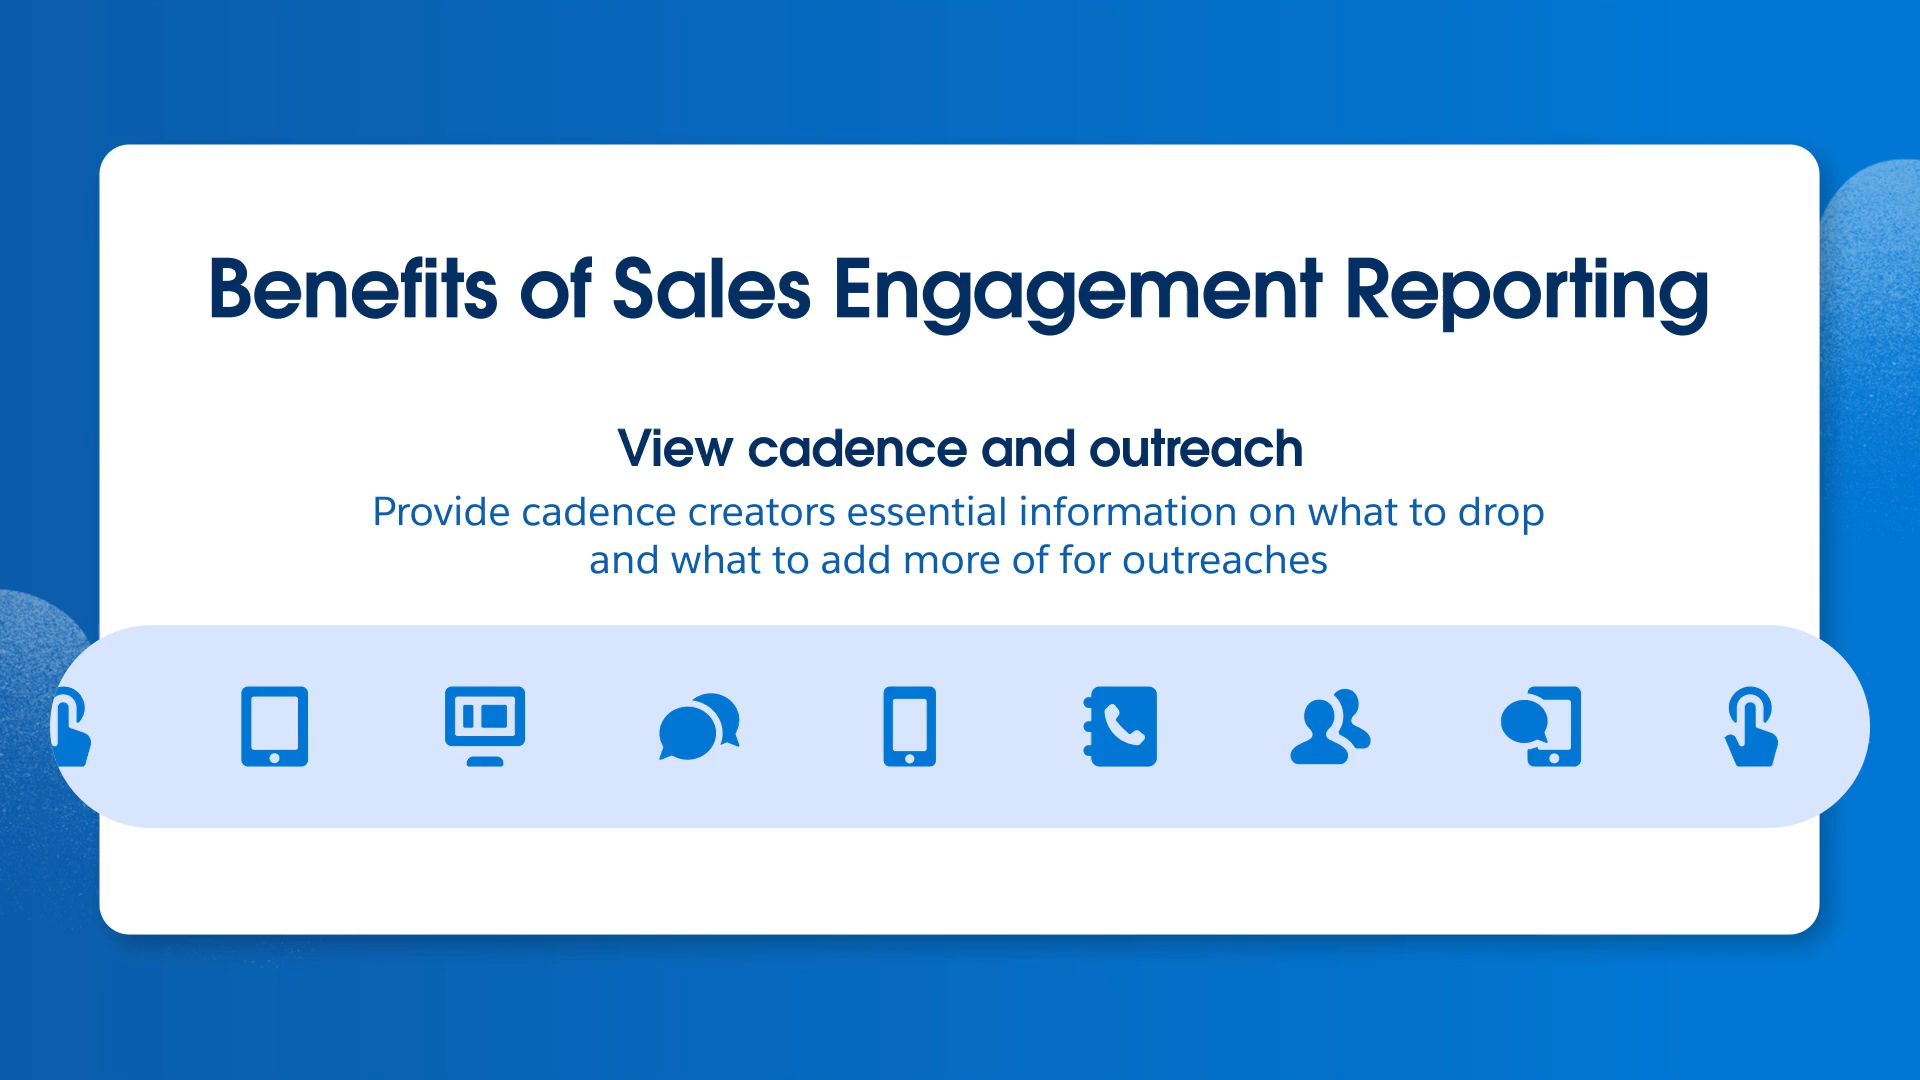 Benefits of Sales Engagement Reporting
View cadence and outreach
Provide cadence creators essential information on what to drop
and what to add more of for outreaches